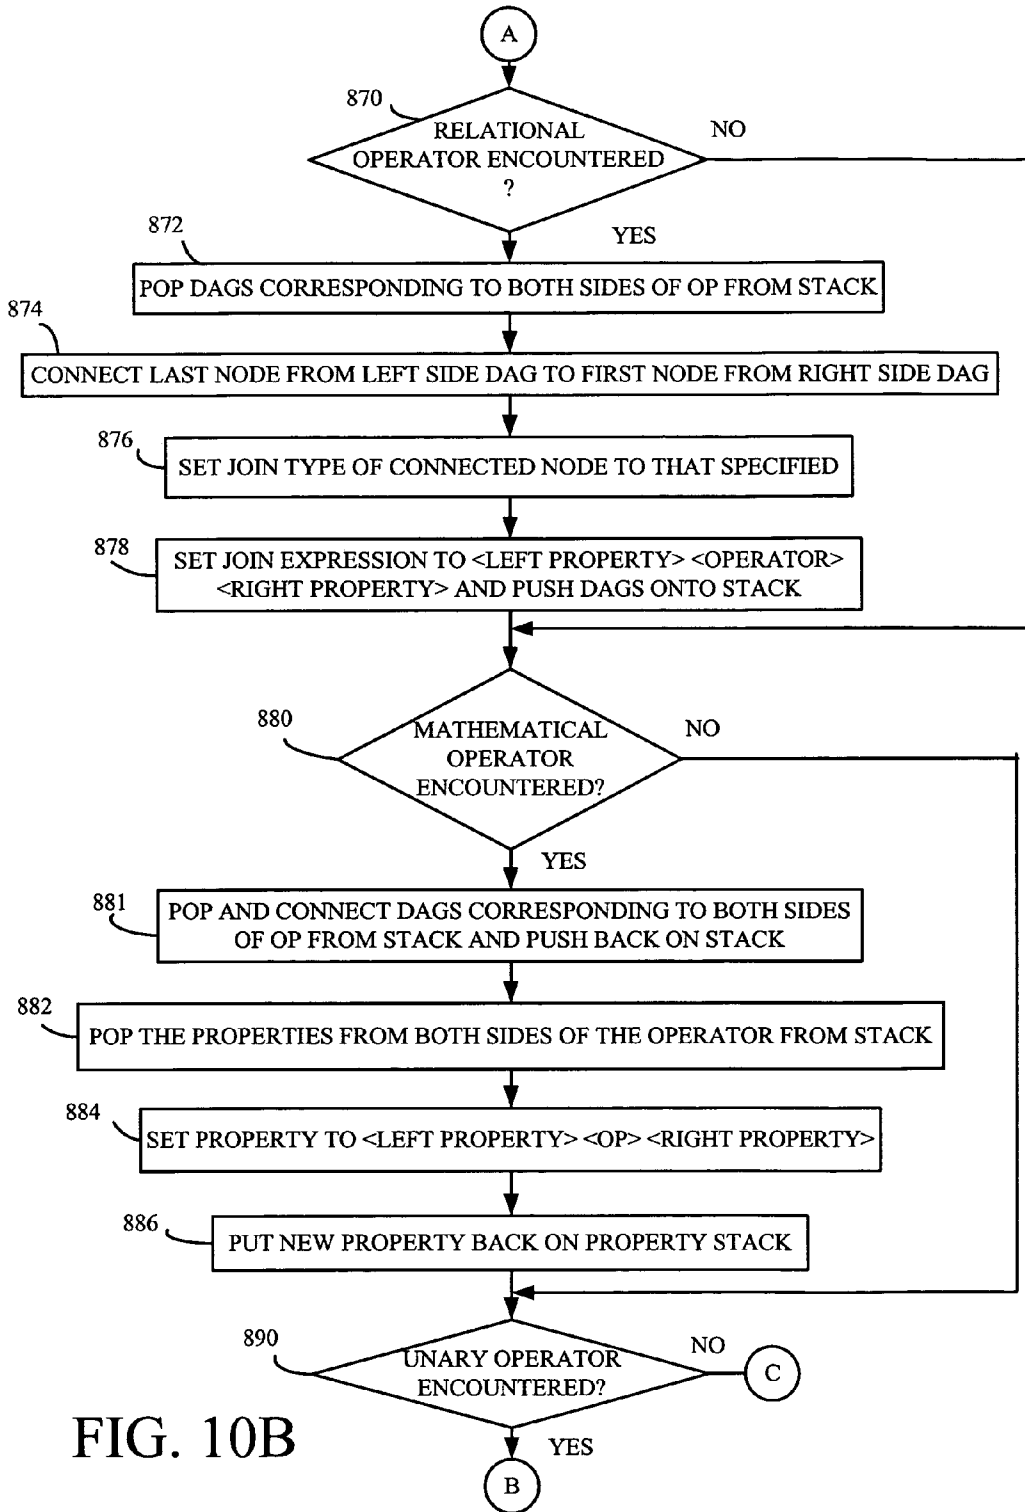 A
870
RELATIONAL
OPERATOR ENCOUNTERED
?
NO
YES
872
POP DAGS CORRESPONDING TO BOTH SIDES OF OP FROM STACK
874
CONNECT LAST NODE FROM LEFT SIDE DAG TO FIRST NODE FROM RIGHT SIDE DAG
876
SET JOIN TYPE OF CONNECTED NODE TO THAT SPECIFIED
878
SET JOIN EXPRESSION TO <LEFT PROPERTY> <OPERATOR>
<RIGHT PROPERTY> AND PUSH DAGS ONTO STACK
880
MATHEMATICAL
OPERATOR
ENCOUNTERED?
NO
YES
881
POP AND CONNECT DAGS CORRESPONDING TO BOTH SIDES
OF OP FROM STACK AND PUSH BACK ON STACK
882
POP THE PROPERTIES FROM BOTH SIDES OF THE OPERATOR FROM STACK
884
SET PROPERTY TO <LEFT PROPERTY> <OP> <RIGHT PROPERTY>
886
PUT NEW PROPERTY BACK ON PROPERTY STACK
890
UNARY OPERATOR
ENCOUNTERED?
NO
C
YES
B
FIG. 10B